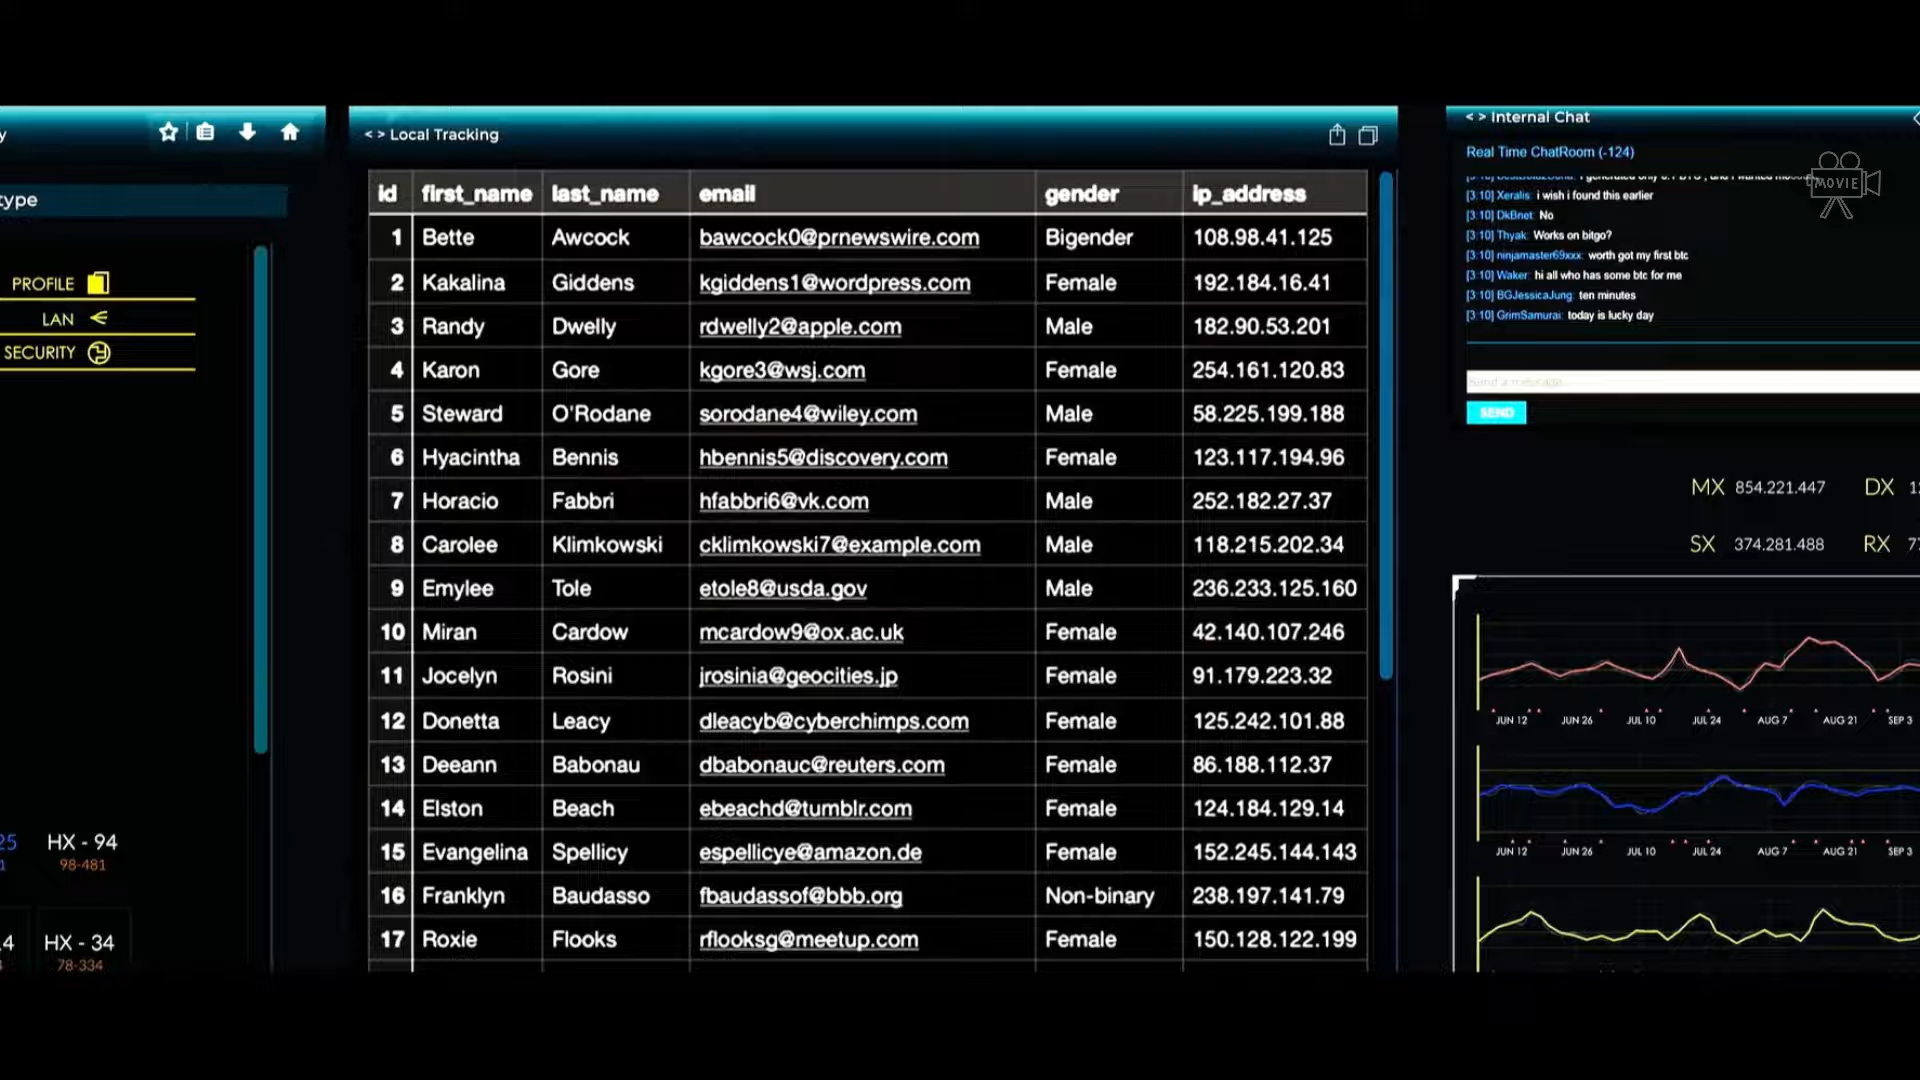 y
type
PROFILE
LAN
SECURITY
25
HX - 94
98-481
HX - 34
78-334
< > Local Tracking
id first_name last_name email gender ip_address
1 Bette Awcock bawcock0@prnewswire.com Bigender 108.98.41.125
2 Kakalina Giddens kgiddens1@wordpress.com Female 192.184.16.41
3 Randy Dwelly rdwelly2@apple.com Male 182.90.53.201
4 Karon Gore kgore3@wsj.com Female 254.161.120.83
5 Steward O'Rodane sorodane4@wiley.com Male 58.225.199.188
6 Hyacintha Bennis hbennis5@discovery.com Female 123.117.194.96
7 Horacio Fabbri hfabbri6@vk.com Male 252.182.27.37
8 Carolee Klimkowski cklimkowski7@example.com Male 118.215.202.34
9 Emylee Tole etole8@usda.gov Male 236.233.125.160
10 Miran Cardow mcardow9@ox.ac.uk Female 42.140.107.246
11 Jocelyn Rosini jrosinia@geocities.jp Female 91.179.223.32
12 Donetta Leacy dleacyb@cyberchimps.com Female 125.242.101.88
13 Deeann Babonau dbabonauc@reuters.com Female 86.188.112.37
14 Elston Beach ebeachd@tumblr.com Female 124.184.129.14
15 Evangelina Spellicy espellicye@amazon.de Female 152.245.144.143
16 Franklyn Baudasso fbaudassof@bbb.org Non-binary 238.197.141.79
17 Roxie Flooks rflooksg@meetup.com Female 150.128.122.199
< > Internal Chat
Real Time ChatRoom (-124)
[3:10] Xeralis: i wish i found this earlier
[3:10] DkBnet: No
[3:10] Thyak: Works on bitgo?
[3:10] ninjamaster69xxx: worth got my first btc
[3:10] Waker: hi all who has some btc for me
[3:10] BGJessicaJung: ten minutes
[3:10] GrimSamurai: today is lucky day
Send a message
SEND
MOVIE
MX 854.221.447 DX
SX 374.281.488 RX
JUN 12 JUN 26 JUL 10 JUL 24 AUG 7 AUG 21 SEP 3
JUN 12 JUN 26 JUL 10 JUL 24 AUG 7 AUG 21 SEP 3